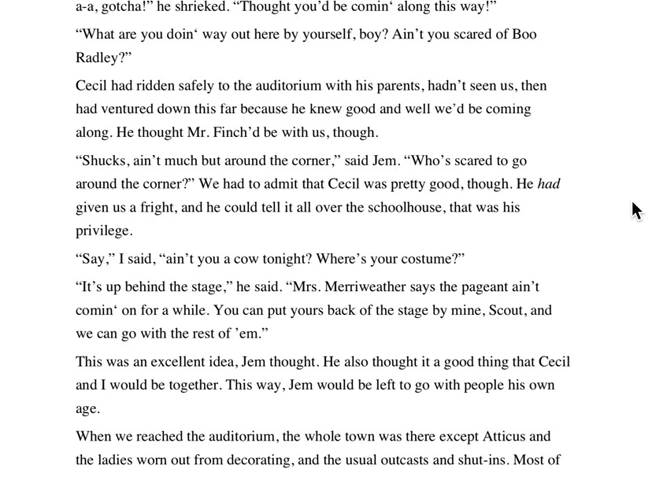 a-a, gotcha!” he shrieked. “Thought you’d be comin‘ along this way!”
“What are you doin‘ way out here by yourself, boy? Ain’t you scared of Boo
Radley?”
Cecil had ridden safely to the auditorium with his parents, hadn’t seen us, then
had ventured down this far because he knew good and well we’d be coming
along. He thought Mr. Finch’d be with us, though.
“Shucks, ain’t much but around the corner,” said Jem. “Who’s scared to go
around the corner?” We had to admit that Cecil was pretty good, though. He had
given us a fright, and he could tell it all over the schoolhouse, that was his
privilege.
“Say,” I said, “ain’t you a cow tonight? Where’s your costume?”
“It’s up behind the stage,” he said. “Mrs. Merriweather says the pageant ain’t
comin‘ on for a while. You can put yours back of the stage by mine, Scout, and
we can go with the rest of ’em.”
This was an excellent idea, Jem thought. He also thought it a good thing that Cecil
and I would be together. This way, Jem would be left to go with people his own
age.
When we reached the auditorium, the whole town was there except Atticus and
the ladies worn out from decorating, and the usual outcasts and shut-ins. Most of